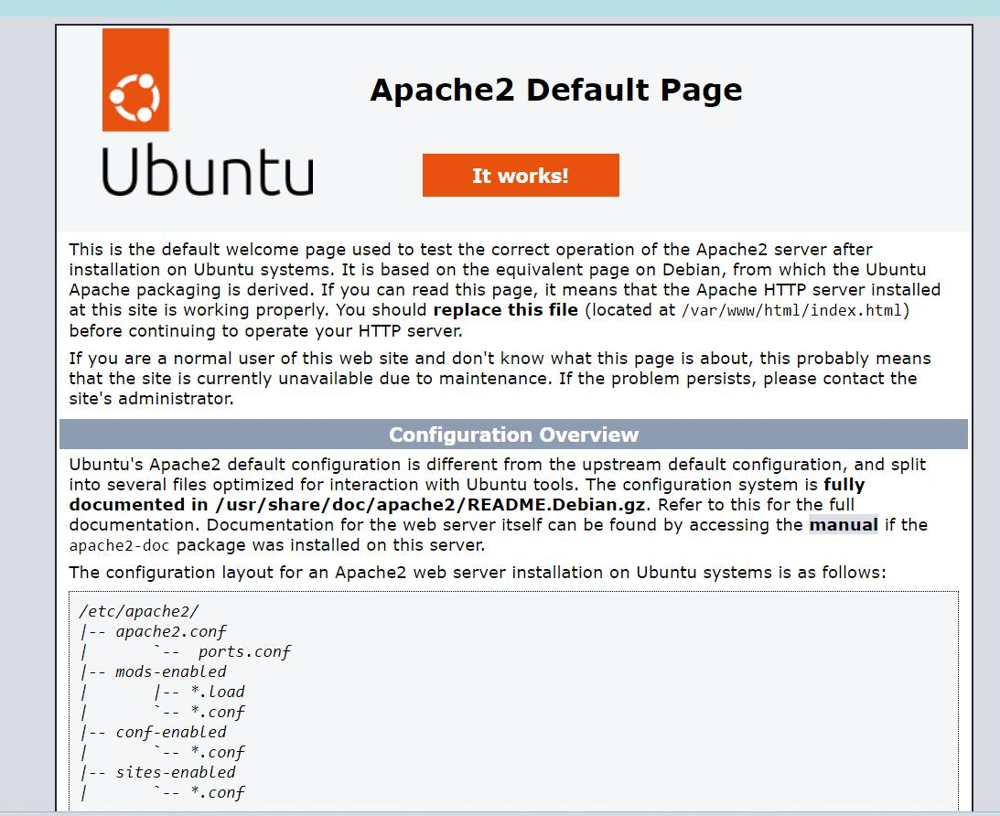 Apache2 Default Page
Ubuntu
It works!
This is the default welcome page used to test the correct operation of the Apache2 server after
installation on Ubuntu systems. It is based on the equivalent page on Debian, from which the Ubuntu
Apache packaging is derived. If you can read this page, it means that the Apache HTTP server installed
at this site is working properly. You should replace this file (located at /var/www/html/index.html)
before continuing to operate your HTTP server.
If you are a normal user of this web site and don't know what this page is about, this probably means
that the site is currently unavailable due to maintenance. If the problem persists, please contact the
site's administrator.
Configuration Overview
Ubuntu's Apache2 default configuration is different from the upstream default configuration, and split
into several files optimized for interaction with Ubuntu tools. The configuration system is fully
documented in /usr/share/doc/apache2/README.Debian.gz. Refer to this for the full
documentation. Documentation for the web server itself can be found by accessing the manual if the
apache2-doc package was installed on this server.
The configuration layout for an Apache2 web server installation on Ubuntu systems is as follows:
/etc/apache2/
|-- apache2.conf
|       `--  ports.conf
|-- mods-enabled
|       |-- *.load
|       `-- *.conf
|-- conf-enabled
|       `-- *.conf
|-- sites-enabled
|       `-- *.conf